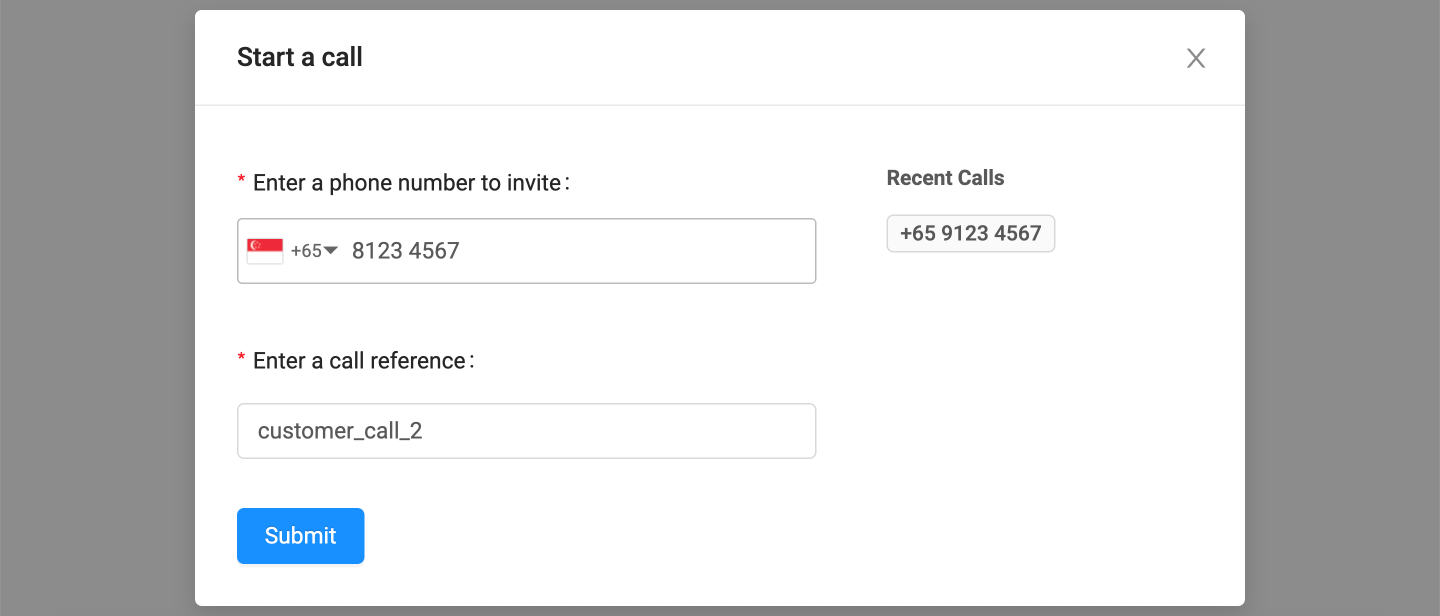 Start a call
* Enter a phone number to invite:
+65 8123 4567
* Enter a call reference:
customer_call_2
Submit
Recent Calls
+65 9123 4567